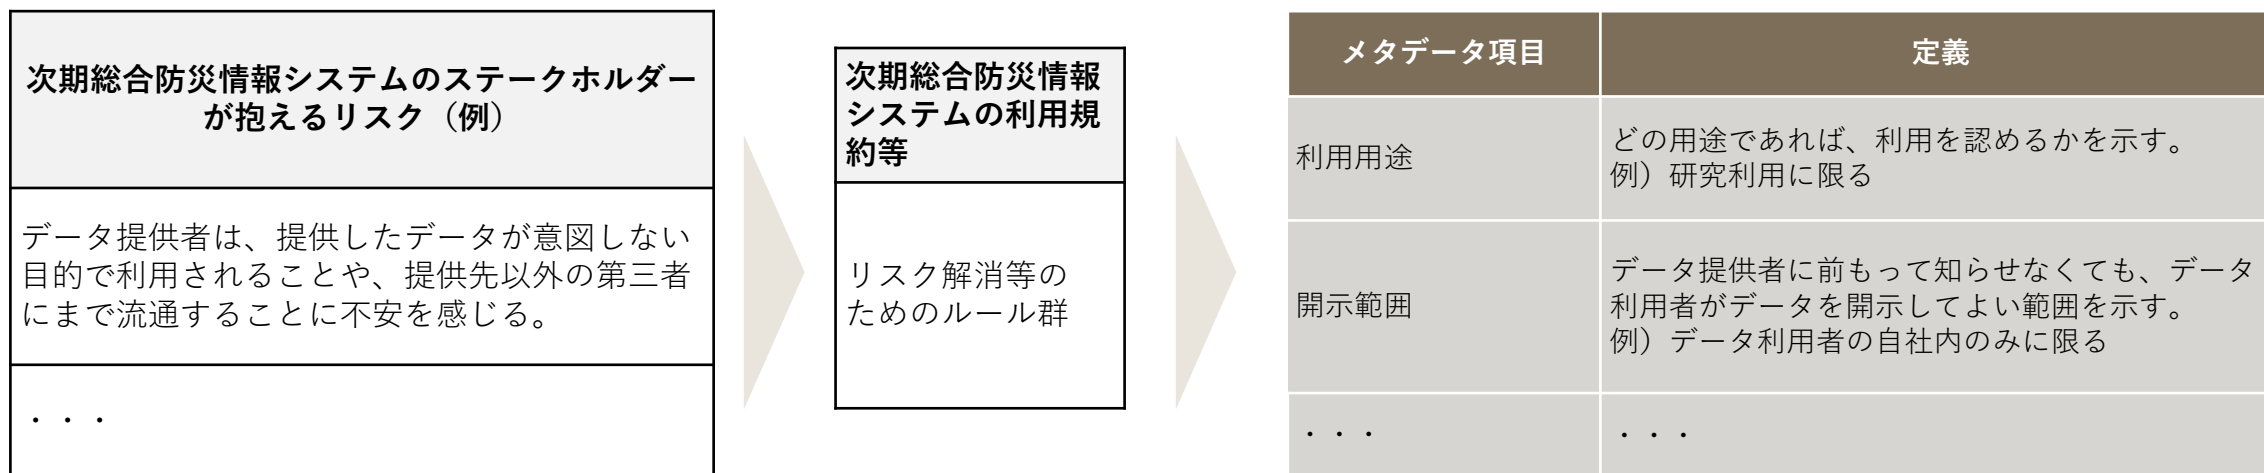 次期総合防災情報システムのステークホルダー
が抱えるリスク（例）
データ提供者は、提供したデータが意図しない
目的で利用されることや、提供先以外の第三者
にまで流通することに不安を感じる。
・・・
次期総合防災情報
システムの利用規
約等
リスク解消等の
ためのルール群
メタデータ項目
定義
利用用途
どの用途であれば、利用を認めるかを示す。
例）研究利用に限る
開示範囲
データ提供者に前もって知らせなくても、データ
利用者がデータを開示してよい範囲を示す。
例）データ利用者の自社内のみに限る
・・・
・・・